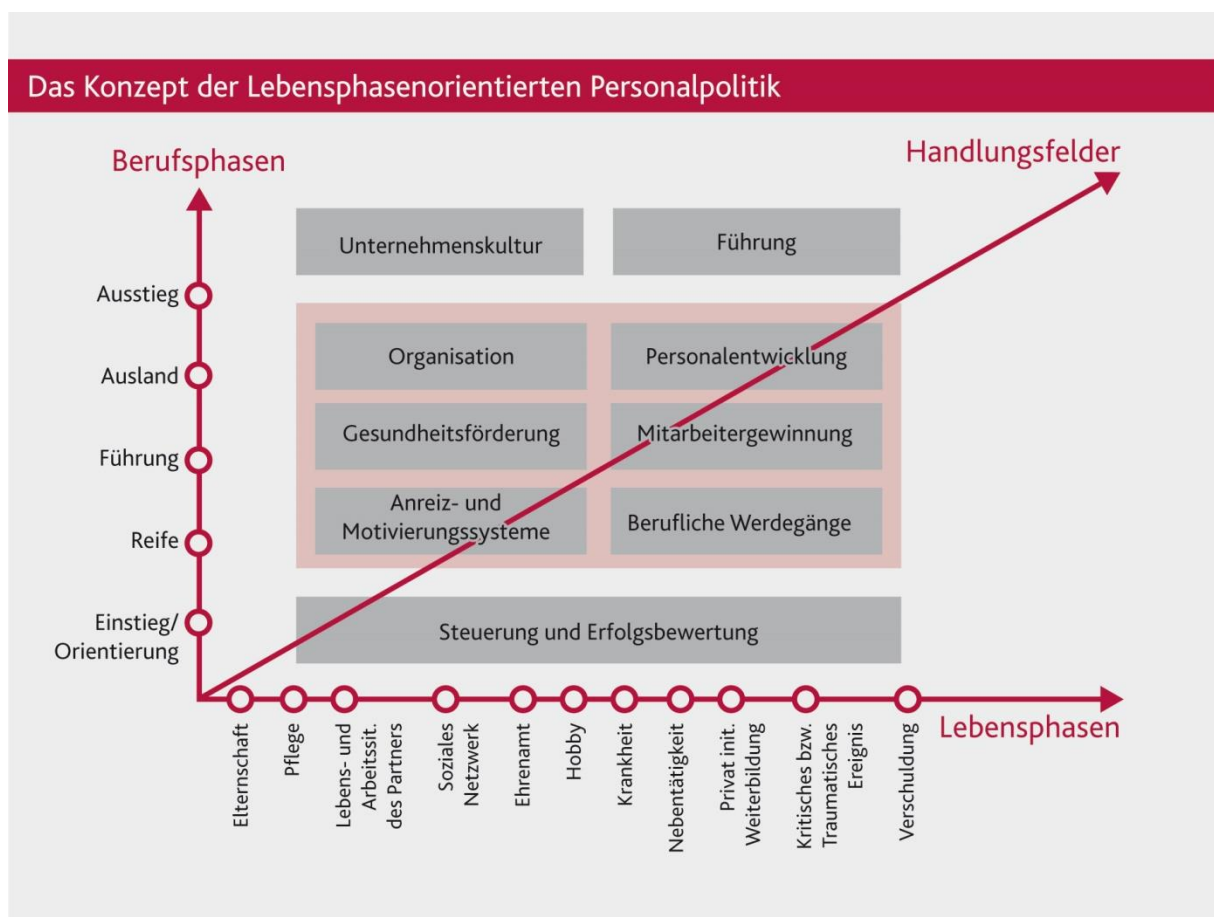 Das Konzept der Lebensphasenorientierten Personalpolitik
Berufsphasen
Handlungsfelder
Unternehmenskultur
Führung
Ausstieg
Organisation
Personalentwicklung
Ausland
Gesundheitsförderung
Mitarbeitergewinnung
Führung
Anreiz- und
Motivierungssysteme
Berufliche Werdegänge
Reife
Einstieg/
Orientierung
Steuerung und Erfolgsbewertung
Lebensphasen
Elternschaft
Pflege
Lebens- und
Arbeitssit.
des Partners
Soziales
Netzwerk
Ehrenamt
Hobby
Krankheit
Nebentätigkeit
Privat init.
Weiterbildung
Kritisches bzw.
Traumatisches
Ereignis
Verschuldung